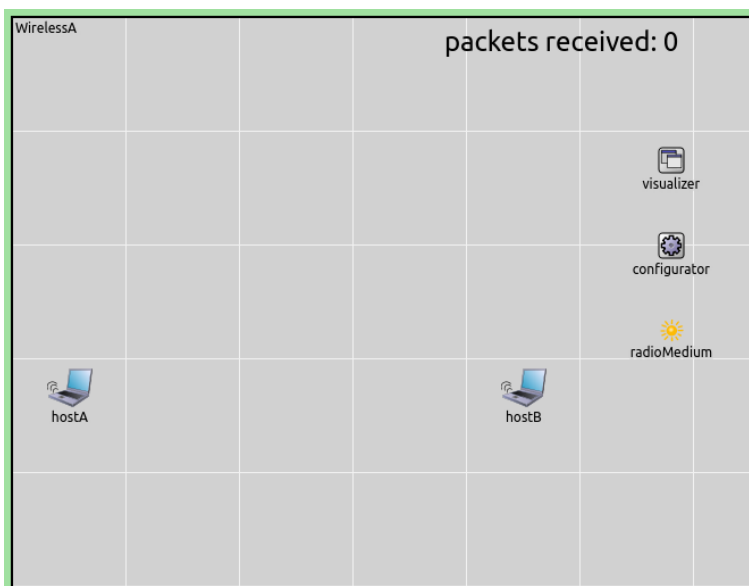 WirelessA
packets received: 0
visualizer
configurator
radioMedium
hostA
hostB